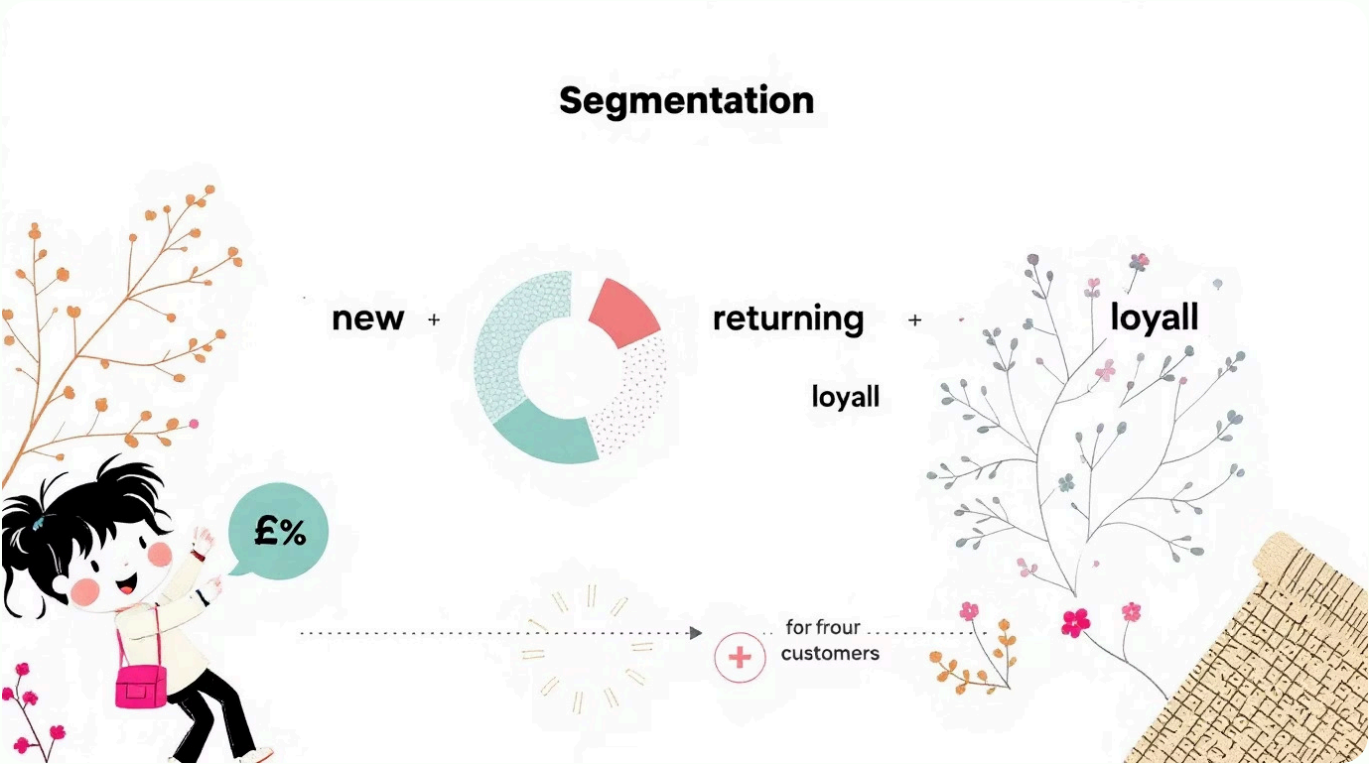 Segmentation
new + returning + loyall
loyall
£%
for frour
customers